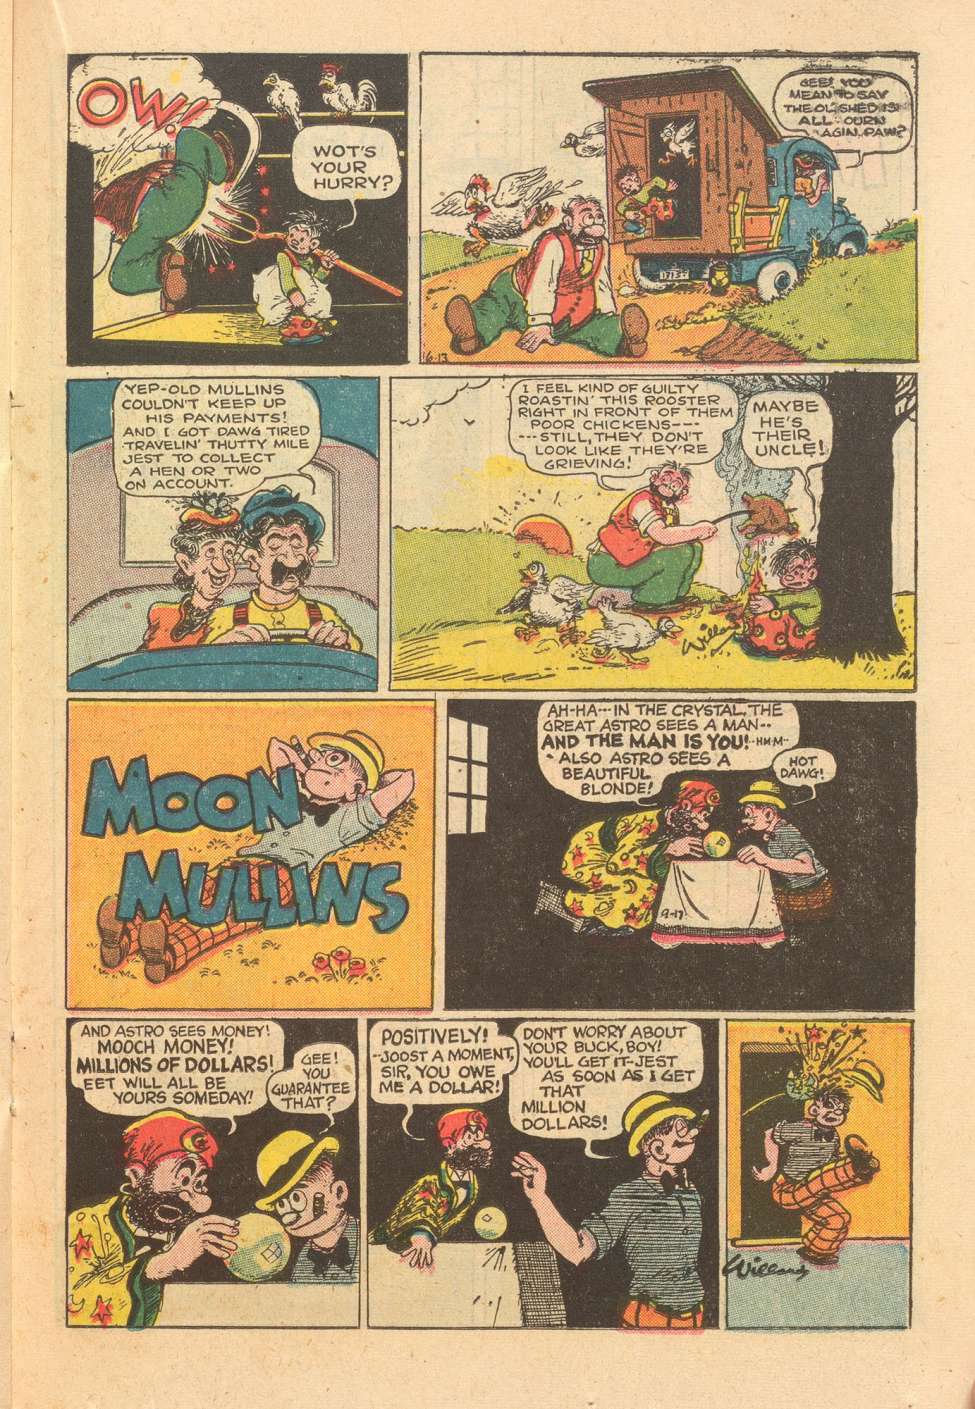 OW!
WOT'S
YOUR
HURRY?
6-13
GEE! YOU
MEAN TO SAY
THE OL' SHED IS
ALL OURN
AGIN, PAW?
1713
YEP-OLD MULLINS
COULDN'T KEEP UP
HIS PAYMENTS!
AND I GOT DAWG TIRED
TRAVELIN' THUTTY MILE
JEST TO COLLECT
A HEN OR TWO
ON ACCOUNT.
I FEEL KIND OF GUILTY
ROASTIN' THIS ROOSTER
RIGHT IN FRONT OF THEM
POOR CHICKENS----
---STILL, THEY DON'T
LOOK LIKE THEY'RE
GRIEVING!
MAYBE
HE'S
THEIR
UNCLE!
Willard
MOON
MULLINS
AH-HA--- IN THE CRYSTAL, THE
GREAT ASTRO SEES A MAN--
AND THE MAN IS YOU! --HM-M--
- ALSO ASTRO SEES A
BEAUTIFUL
BLONDE!
HOT
DAWG!
9-17
AND ASTRO SEES MONEY!
MOOCH MONEY!
MILLIONS OF DOLLARS!
EET WILL ALL BE
YOURS SOMEDAY!
GEE!
YOU
GUARANTEE
THAT?
POSITIVELY!
--JOOST A MOMENT,
SIR, YOU OWE
ME A DOLLAR!
DON'T WORRY ABOUT
YOUR BUCK, BOY!
YOU'LL GET IT-JEST
AS SOON AS I GET
THAT
MILLION
DOLLARS!
Willard